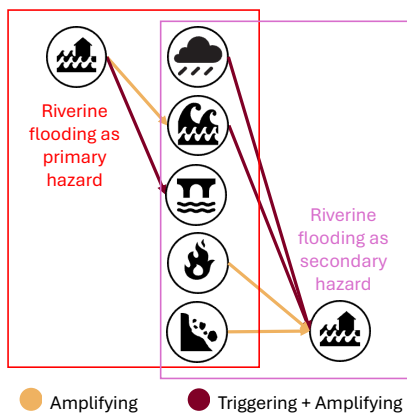 Riverine
flooding as
primary
hazard
Riverine
flooding as
secondary
hazard
Amplifying
Triggering + Amplifying